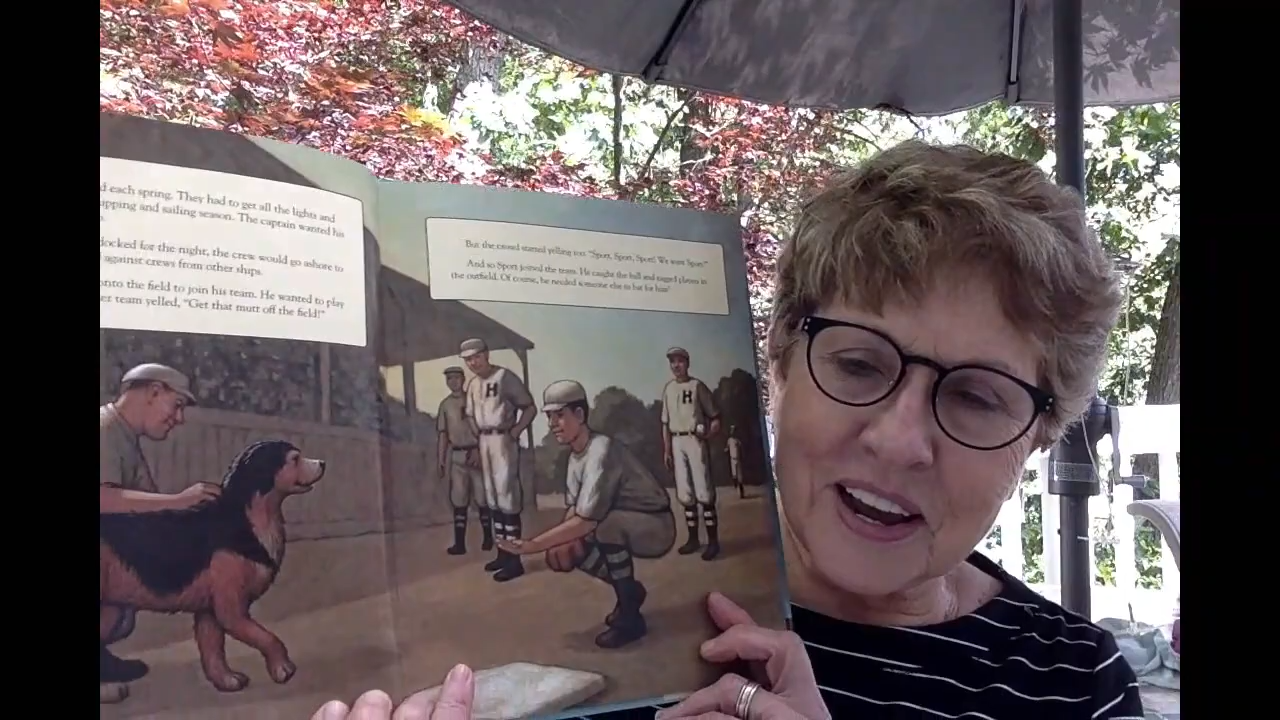 d each spring. They had to get all the lights and
pping and sailing season. The captain wanted his
docked for the night, the crew would go ashore to
against crews from other ships.
onto the field to join his team. He wanted to play
er team yelled, "Get that mutt off the field!"
But the crowd started yelling too: "Sport, Sport, Sport! We want Sport!"
And so Sport joined the team. He caught the ball and tagged players in
the outfield. Of course, he needed someone else to bat for him!
H
H